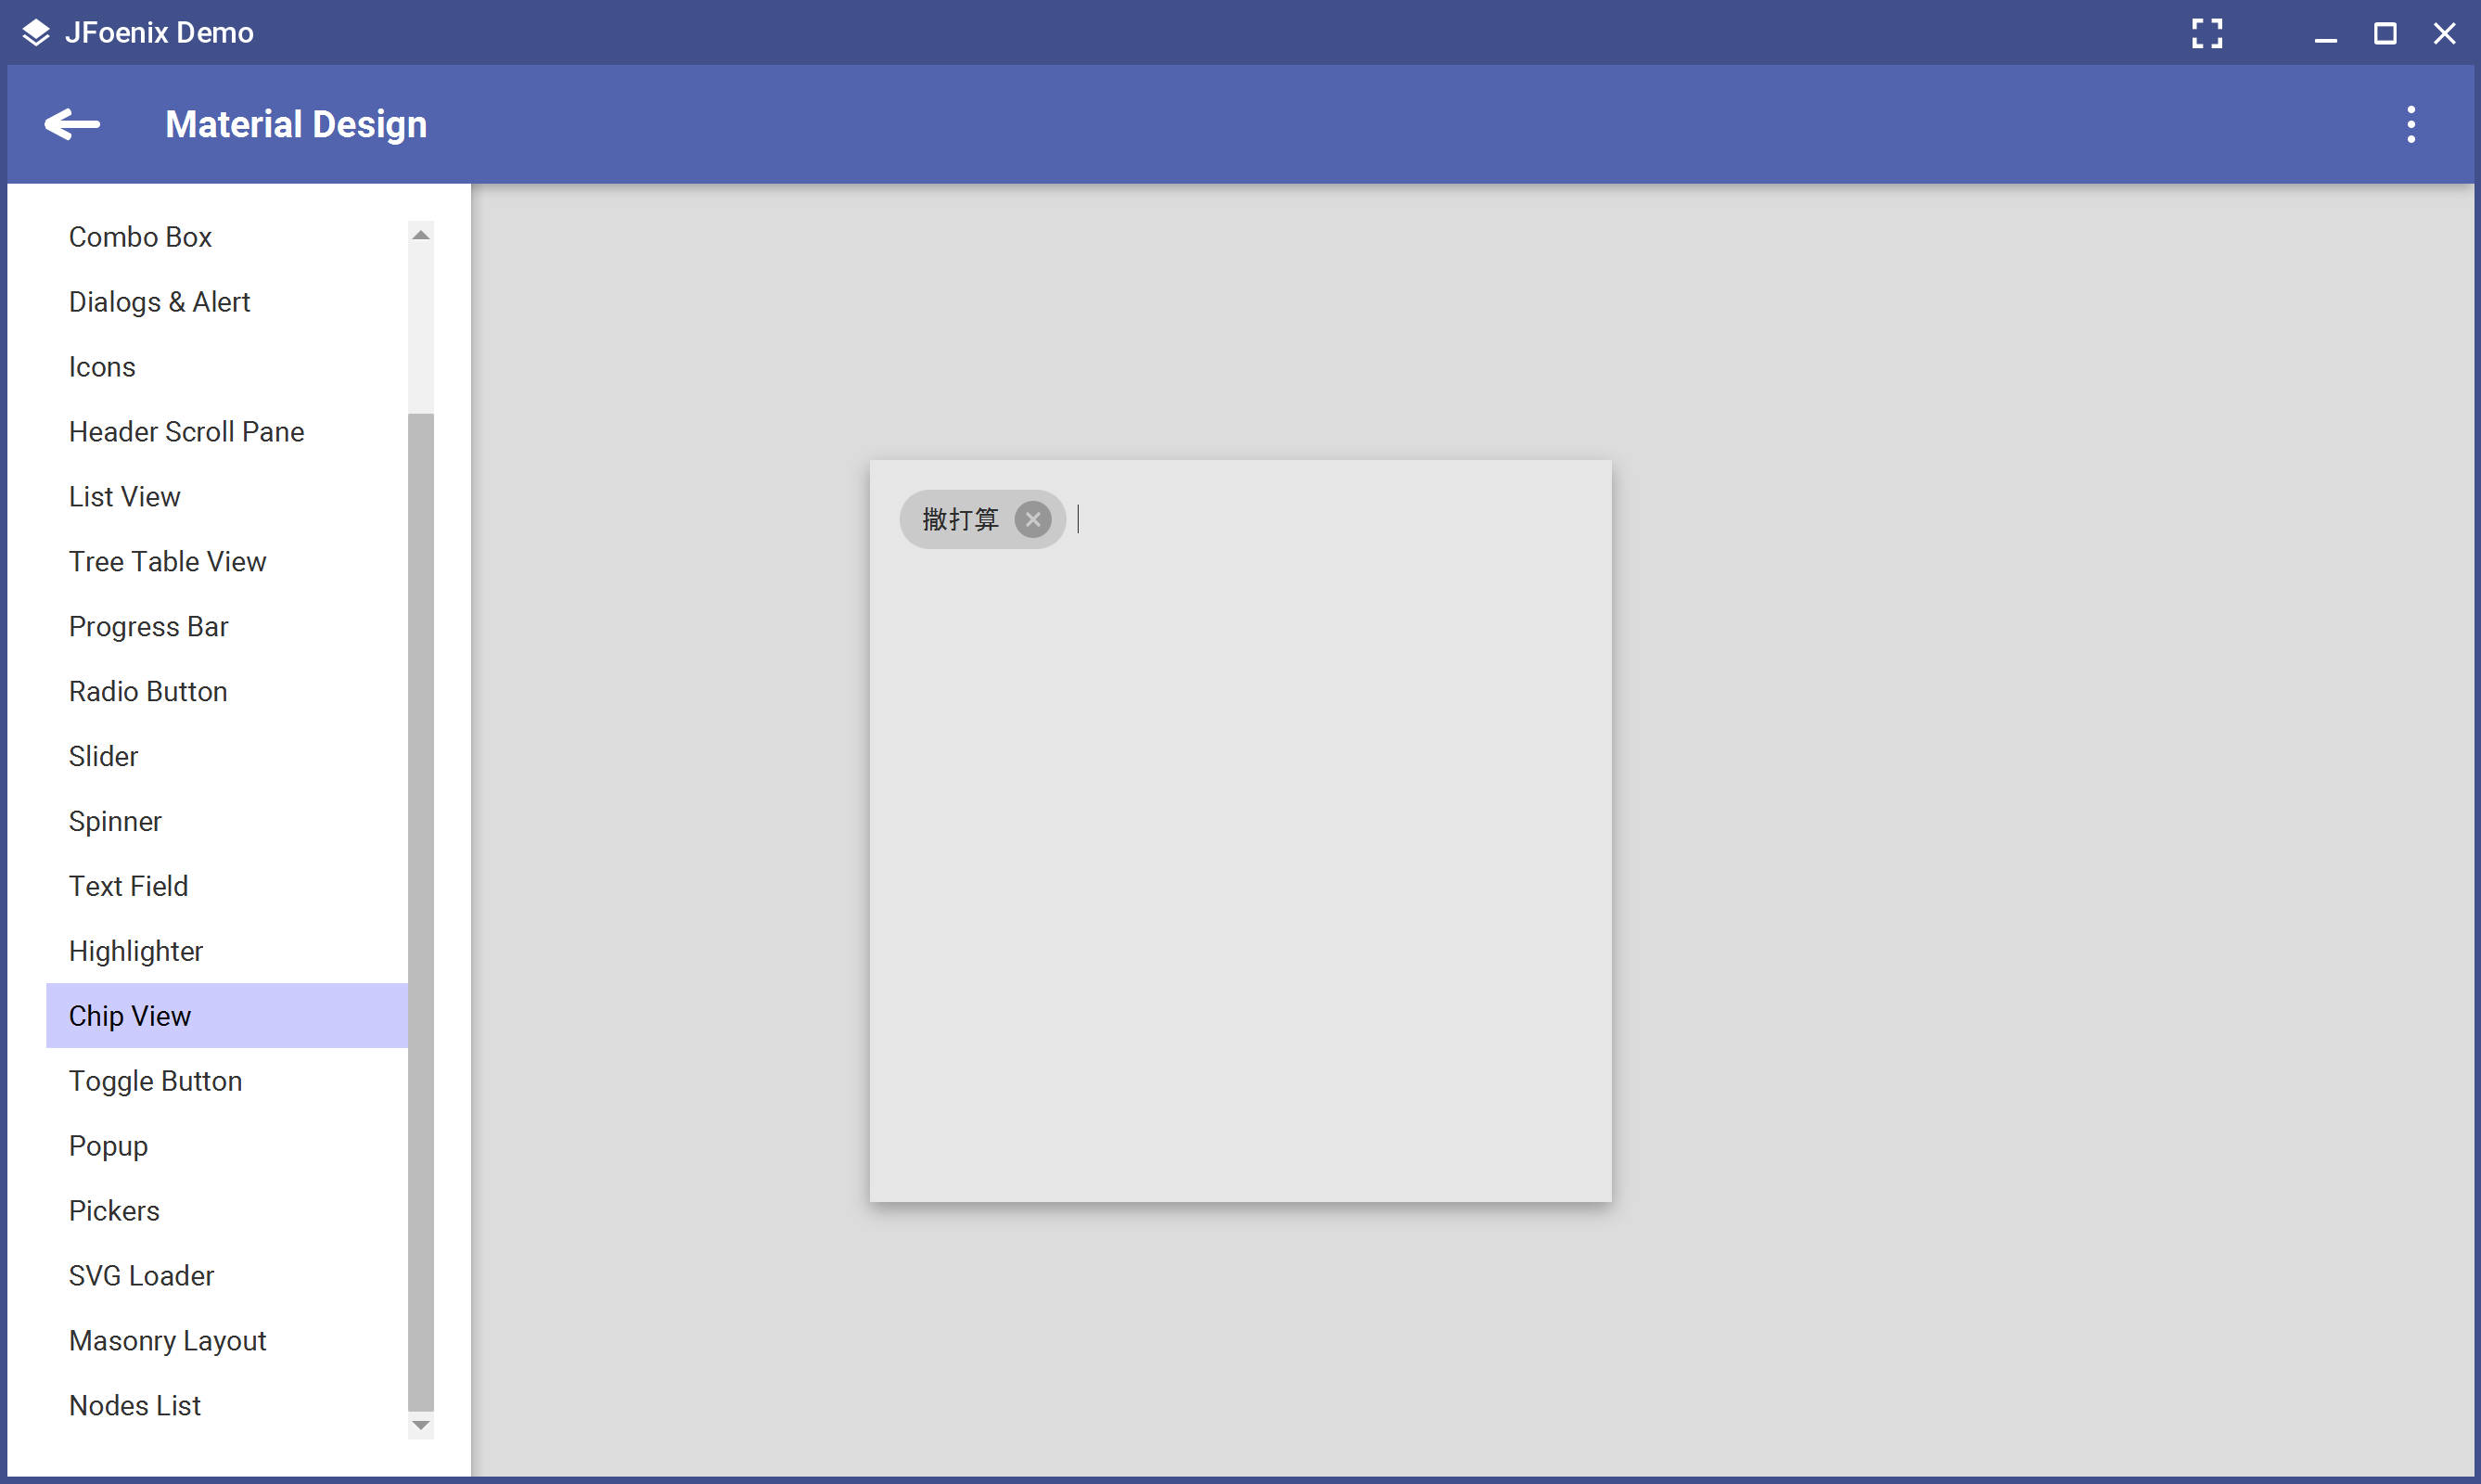 JFoenix Demo
Material Design
Combo Box
Dialogs & Alert
Icons
Header Scroll Pane
List View
Tree Table View
Progress Bar
Radio Button
Slider
Spinner
Text Field
Highlighter
Chip View
Toggle Button
Popup
Pickers
SVG Loader
Masonry Layout
Nodes List
撒打算